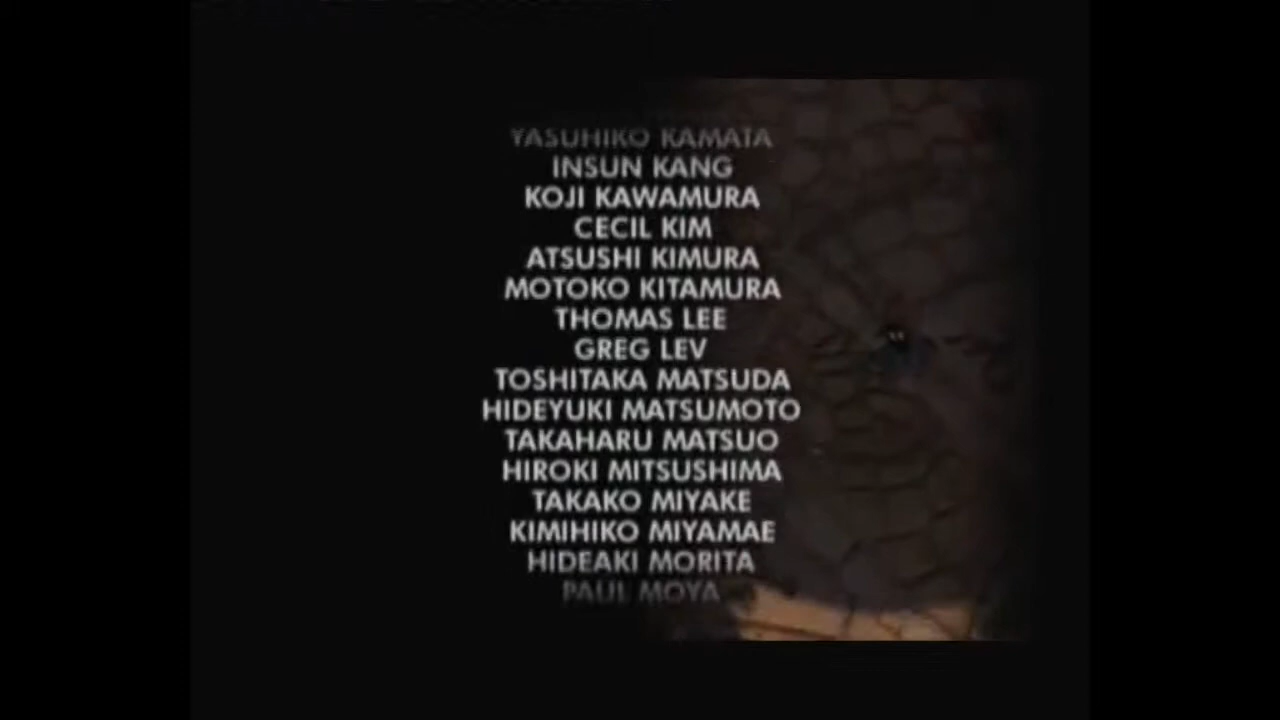 YASUHIKO KAMATA
INSUN KANG
KOJI KAWAMURA
CECIL KIM
ATSUSHI KIMURA
MOTOKO KITAMURA
THOMAS LEE
GREG LEV
TOSHITAKA MATSUDA
HIDEYUKI MATSUMOTO
TAKAHARU MATSUO
HIROKI MITSUSHIMA
TAKAKO MIYAKE
KIMIHIKO MIYAMAE
HIDEAKI MORITA
PAUL MOYA